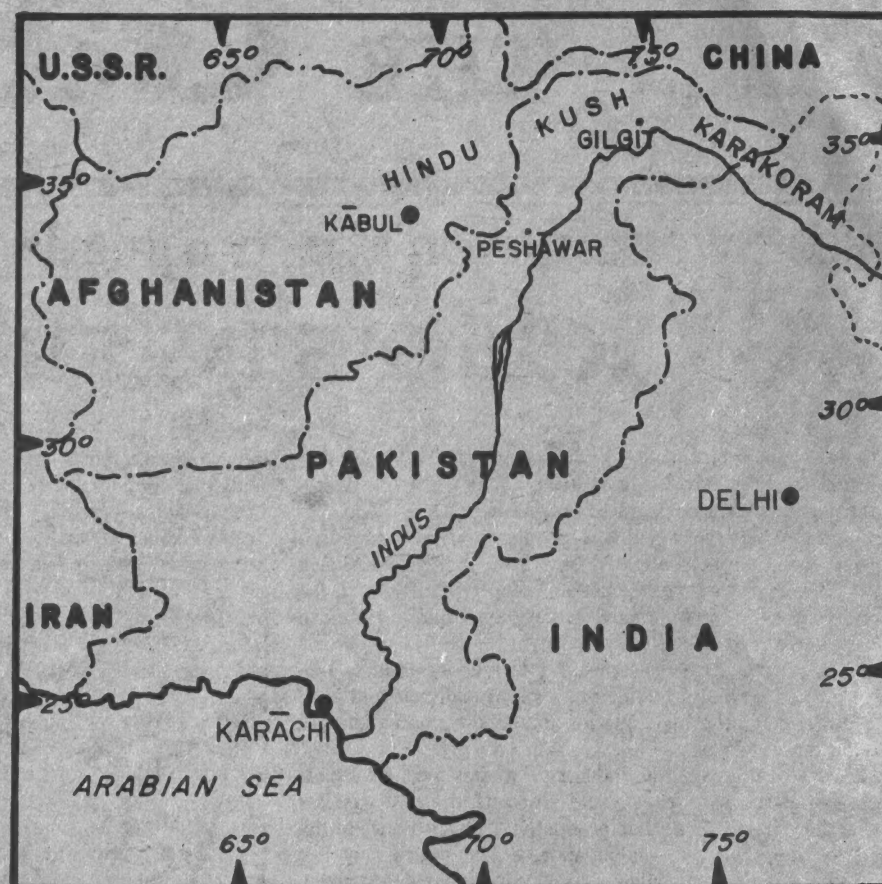 65°
70°
75°
U.S.S.R.
CHINA
KUSH
KARAKORAM
GILGIT
35°
HINDU
35°
KĀBUL
PESHĀWAR
AFGHANISTAN
30°
30°
PAKISTAN
DELHI
INDUS
IRAN
INDIA
25°
25°
KARĀCHI
ARABIAN SEA
65°
70°
75°